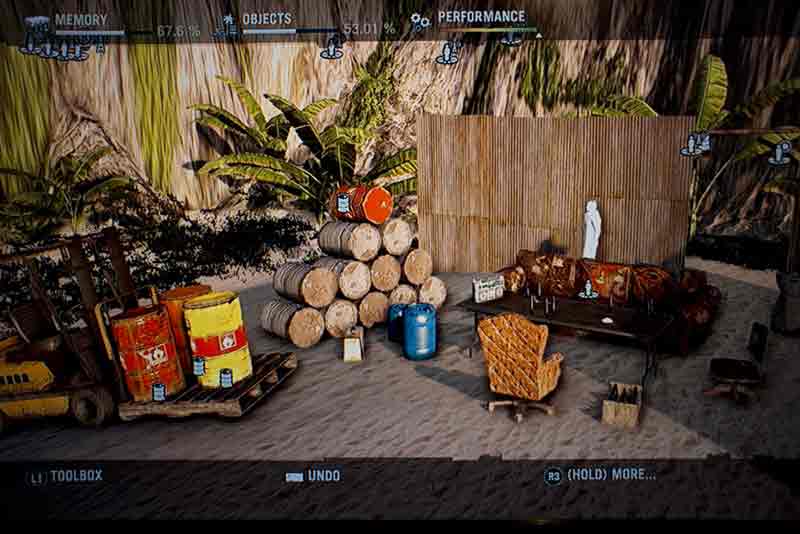 MEMORY
67.6 %
OBJECTS
53.01 %
PERFORMANCE
L1 TOOLBOX
UNDO
R3 (HOLD) MORE...